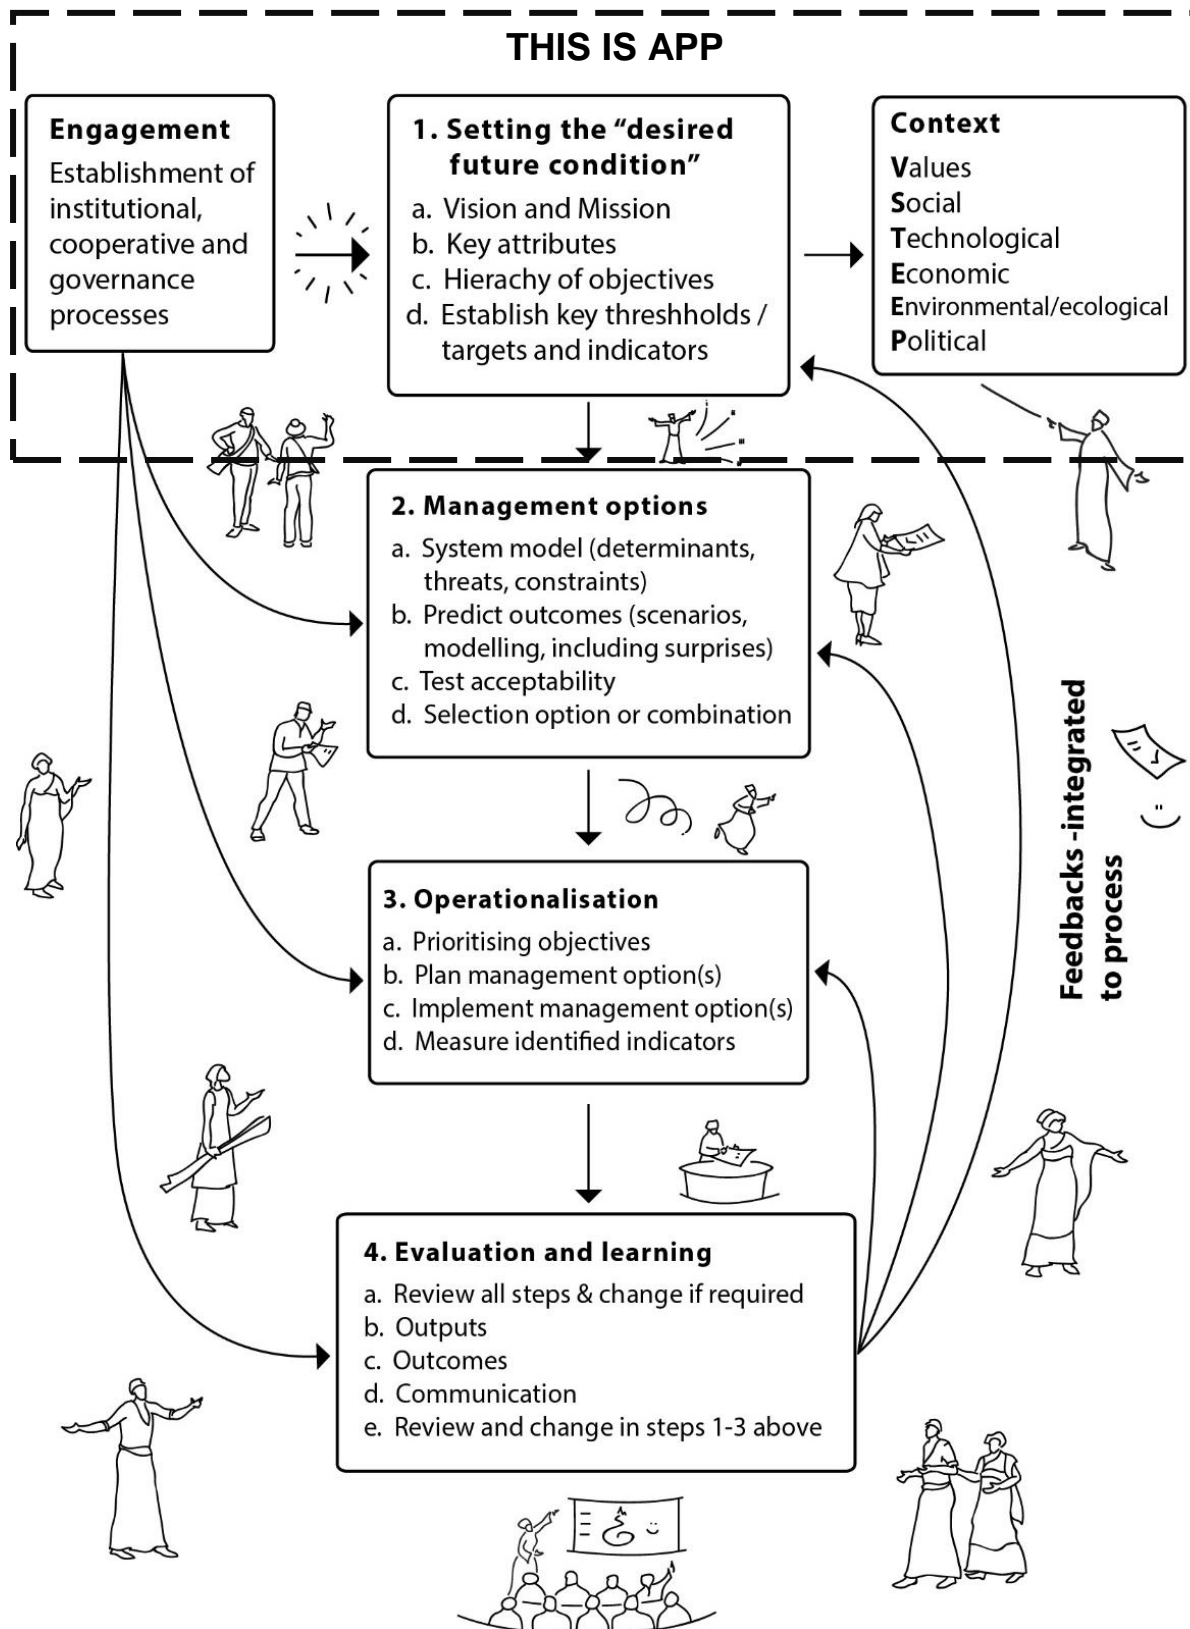 THIS IS APP
Engagement
Establishment of
institutional,
cooperative and
governance
processes
1. Setting the “desired
future condition”
a. Vision and Mission
b. Key attributes
c. Hierachy of objectives
d. Establish key threshholds /
targets and indicators
Context
Values
Social
Technological
Economic
Environmental/ecological
Political
2. Management options
a. System model (determinants,
threats, constraints)
b. Predict outcomes (scenarios,
modelling, including surprises)
c. Test acceptability
d. Selection option or combination
Feedbacks -integrated
to process
3. Operationalisation
a. Prioritising objectives
b. Plan management option(s)
c. Implement management option(s)
d. Measure identified indicators
4. Evaluation and learning
a. Review all steps & change if required
b. Outputs
c. Outcomes
d. Communication
e. Review and change in steps 1-3 above